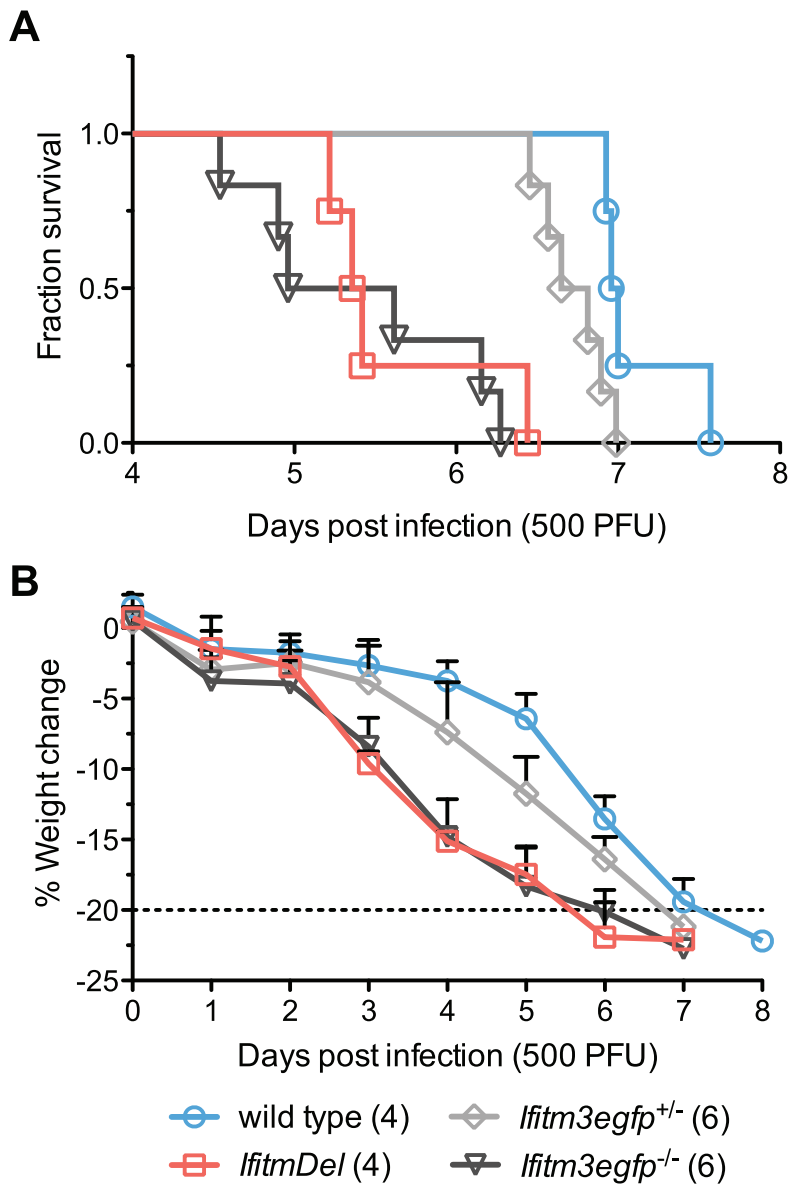 A
1.0
0.5
0.0
Fraction survival
4 5 6 7 8
Days post infection (500 PFU)
B
0
-5
-10
-15
-20
-25
% Weight change
0 1 2 3 4 5 6 7 8
Days post infection (500 PFU)
wild type (4) Ifitm3egfp+/- (6)
IfitmDel (4) Ifitm3egfp-/- (6)